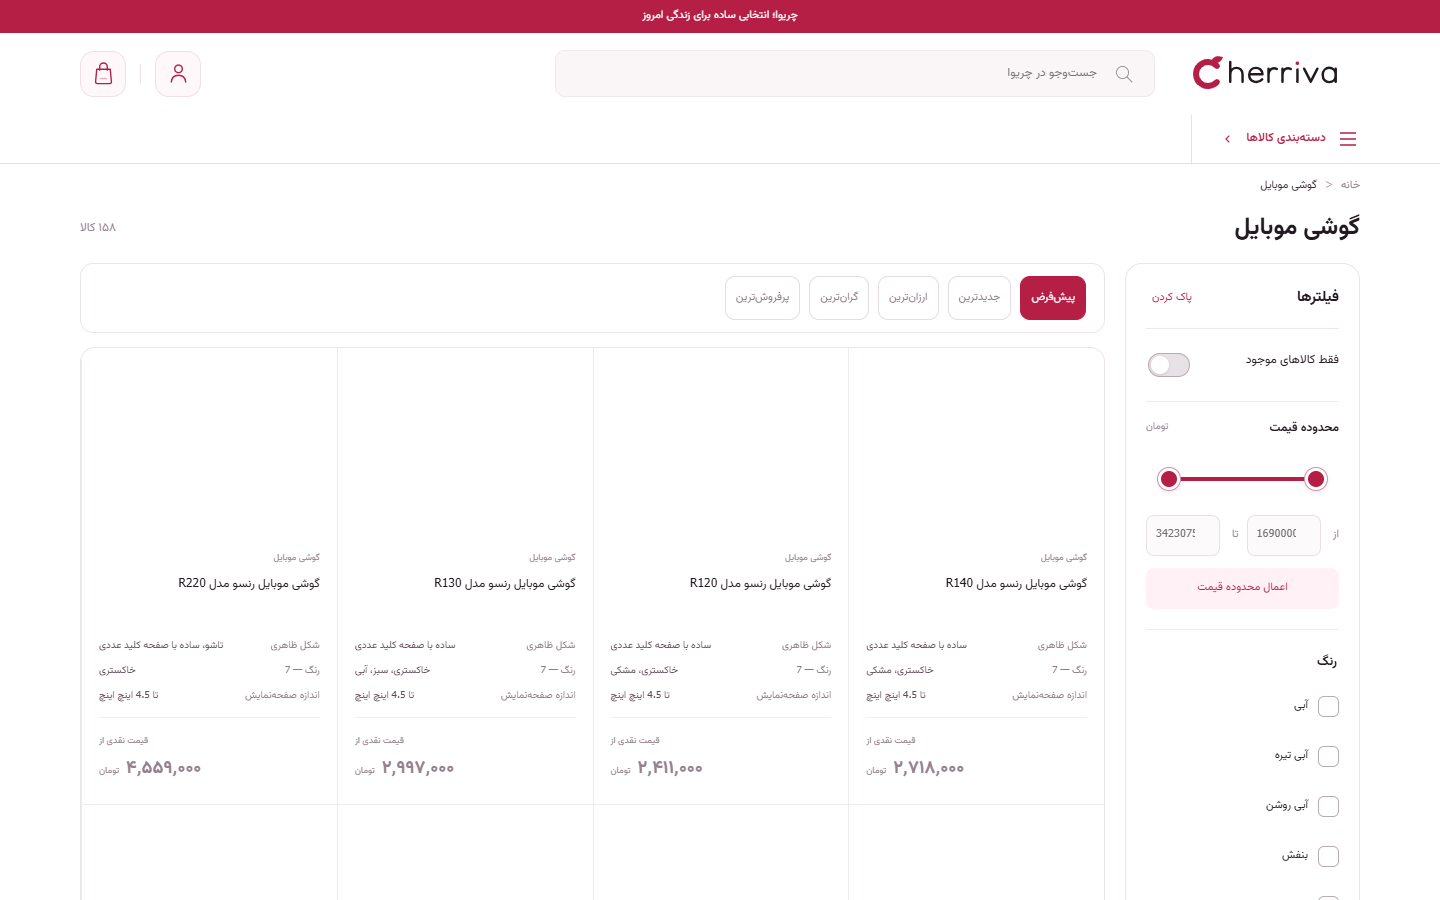 چریوا؛ انتخابی ساده برای زندگی امروز
Cherriva
جست‌وجو در چریوا
دسته‌بندی کالاها
خانه > گوشی موبایل
گوشی موبایل
۱۵۸ کالا
فیلترها
پاک کردن
فقط کالاهای موجود
محدوده قیمت
تومان
از
تا
اعمال محدوده قیمت
رنگ
آبی
آبی تیره
آبی روشن
بنفش
پیش‌فرض
جدیدترین
ارزان‌ترین
گران‌ترین
پرفروش‌ترین
گوشی موبایل
گوشی موبایل رنسو مدل R140
شکل ظاهری ساده با صفحه کلید عددی
رنگ — 7 خاکستری، مشکی
اندازه صفحه‌نمایش تا 4.5 اینچ اینچ
قیمت نقدی از
۲,۷۱۸,۰۰۰ تومان
گوشی موبایل
گوشی موبایل رنسو مدل R120
شکل ظاهری ساده با صفحه کلید عددی
رنگ — 7 خاکستری، مشکی
اندازه صفحه‌نمایش تا 4.5 اینچ اینچ
قیمت نقدی از
۲,۴۱۱,۰۰۰ تومان
گوشی موبایل
گوشی موبایل رنسو مدل R130
شکل ظاهری ساده با صفحه کلید عددی
رنگ — 7 خاکستری، سبز، آبی
اندازه صفحه‌نمایش تا 4.5 اینچ اینچ
قیمت نقدی از
۲,۹۹۷,۰۰۰ تومان
گوشی موبایل
گوشی موبایل رنسو مدل R220
شکل ظاهری تاشو، ساده با صفحه کلید عددی
رنگ — 7 خاکستری
اندازه صفحه‌نمایش تا 4.5 اینچ اینچ
قیمت نقدی از
۴,۵۵۹,۰۰۰ تومان